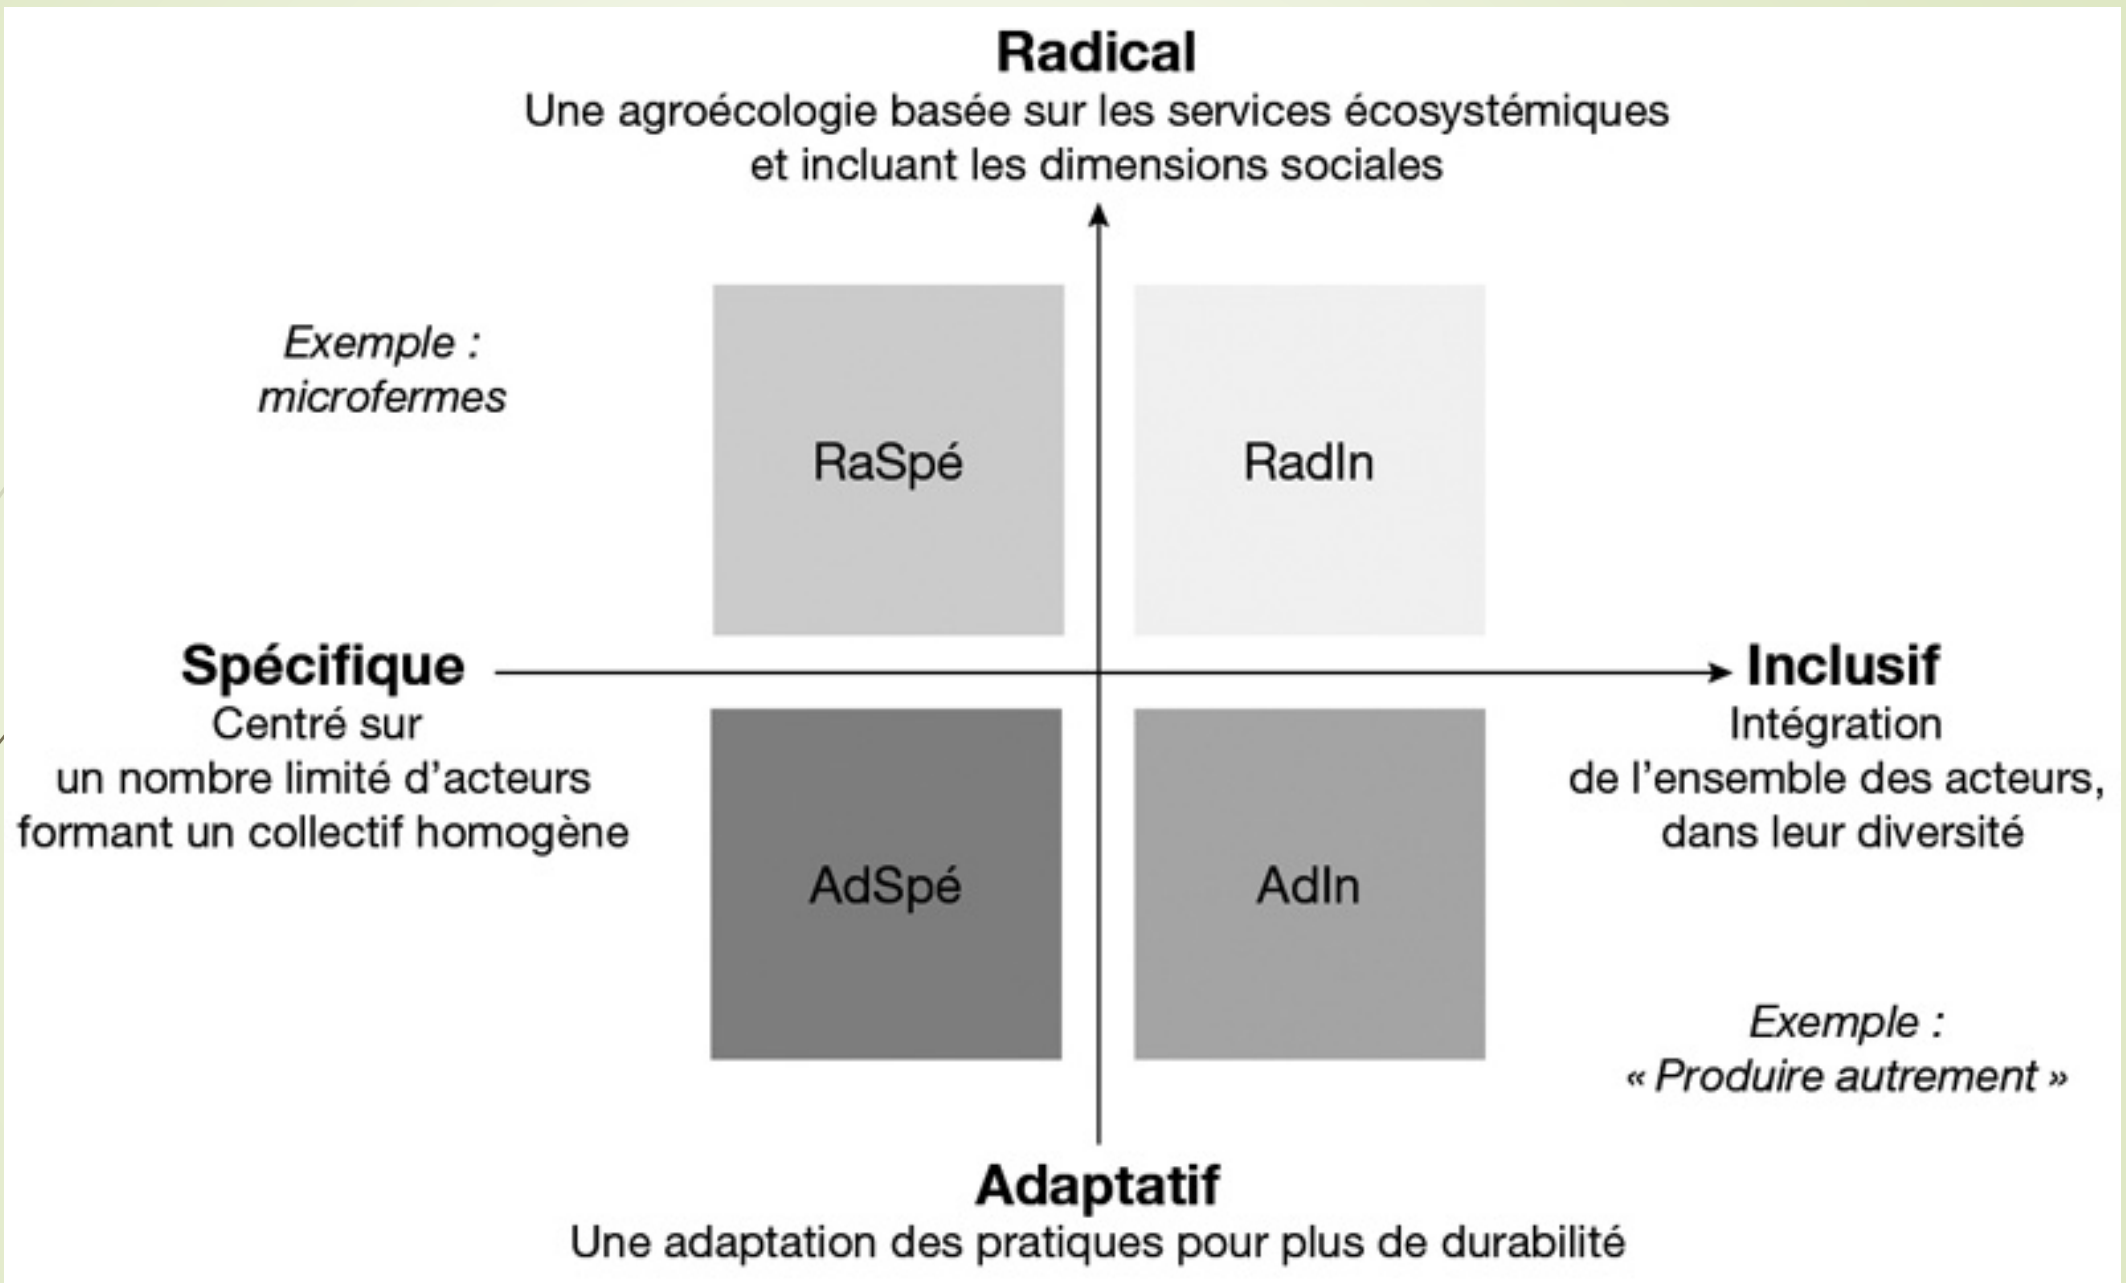 Radical
Une agroécologie basée sur les services écosystémiques
et incluant les dimensions sociales
Exemple :
microfermes
RaSpé
RadIn
Spécifique
Centré sur
un nombre limité d’acteurs
formant un collectif homogène
Inclusif
Intégration
de l’ensemble des acteurs,
dans leur diversité
AdSpé
AdIn
Exemple :
« Produire autrement »
Adaptatif
Une adaptation des pratiques pour plus de durabilité